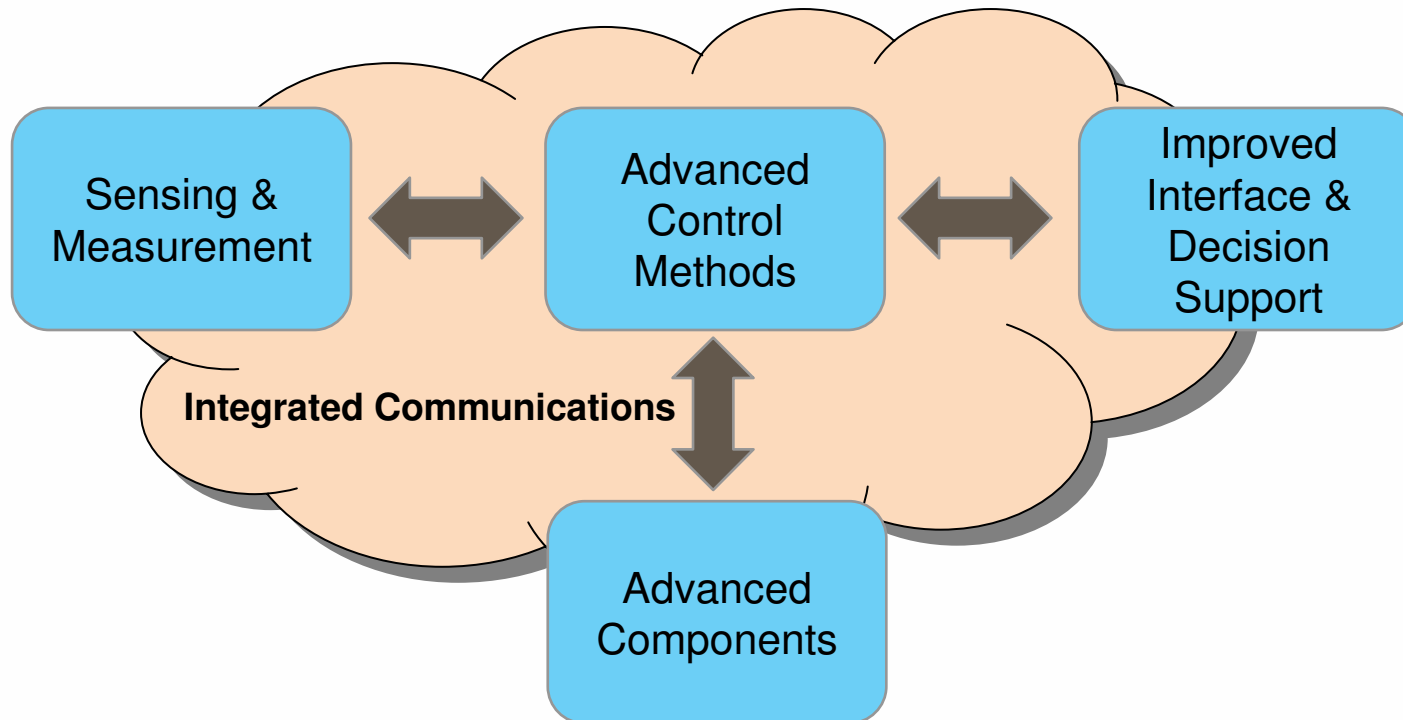 Sensing &
Measurement
Advanced
Control
Methods
Improved
Interface &
Decision
Support
Integrated Communications
Advanced
Components